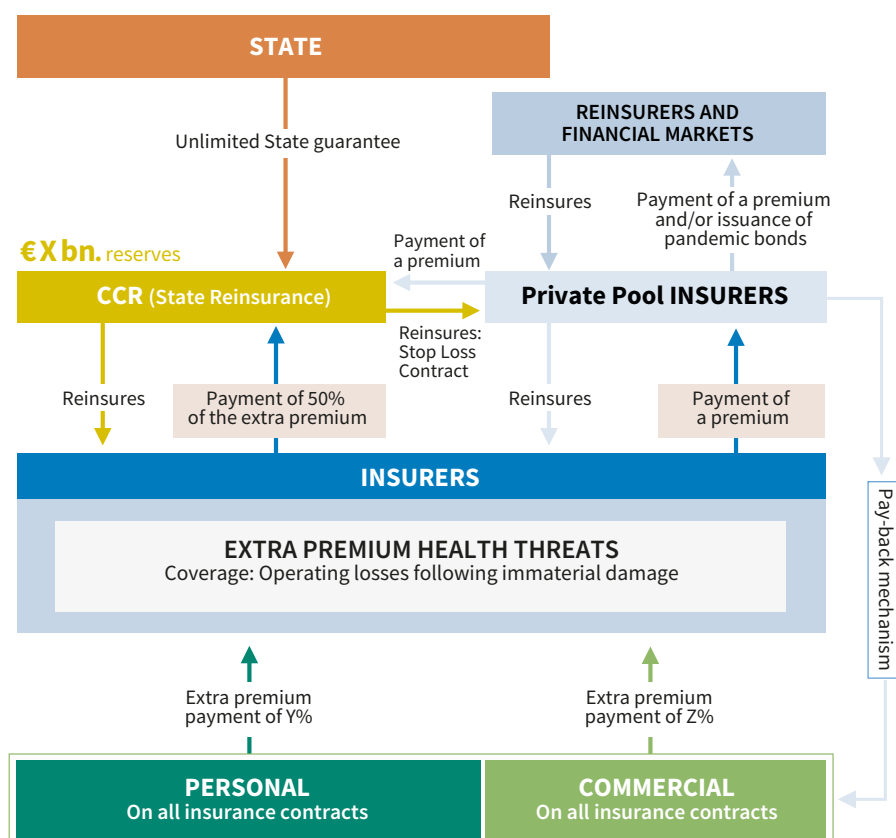 STATE
Unlimited State guarantee
REINSURERS AND
FINANCIAL MARKETS
Reinsures
Payment of a premium
and/or issuance of
pandemic bonds
€ X bn. reserves
Payment of
a premium
CCR (State Reinsurance)
Private Pool INSURERS
Reinsures:
Stop Loss
Contract
Reinsures
Payment of 50%
of the extra premium
Reinsures
Payment of
a premium
INSURERS
EXTRA PREMIUM HEALTH THREATS
Coverage: Operating losses following immaterial damage
Pay-back mechanism
Extra premium
payment of Y%
Extra premium
payment of Z%
PERSONAL
On all insurance contracts
COMMERCIAL
On all insurance contracts